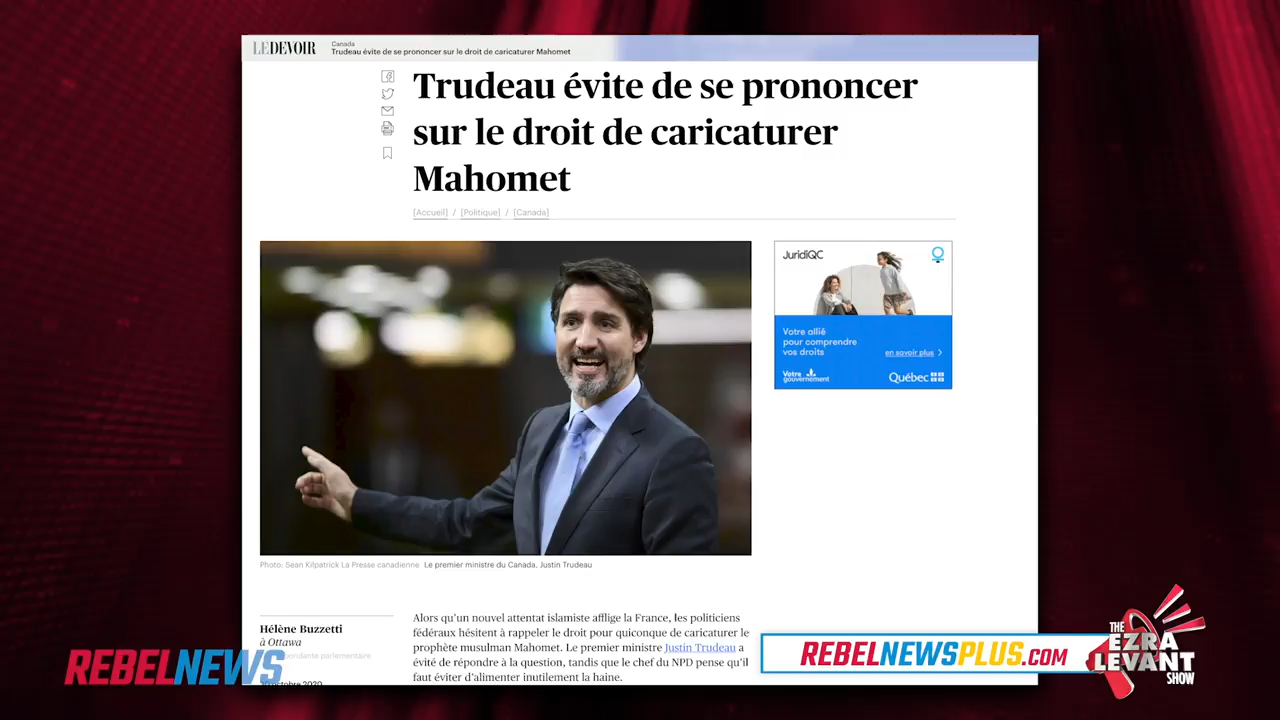 LE DEVOIR
Canada
Trudeau évite de se prononcer sur le droit de caricaturer Mahomet
Trudeau évite de se prononcer
sur le droit de caricaturer
Mahomet
[Accueil] / [Politique] / [Canada]
JuridiQC
Votre allié
pour comprendre
vos droits
en savoir plus
Votre
gouvernement
Québec
Photo: Sean Kilpatrick La Presse canadienne Le premier ministre du Canada, Justin Trudeau
Hélène Buzzetti
à Ottawa
pondante parlementaire
30 octobre 2020
Alors qu'un nouvel attentat islamiste afflige la France, les politiciens
fédéraux hésitent à rappeler le droit pour quiconque de caricaturer le
prophète musulman Mahomet. Le premier ministre Justin Trudeau a
évité de répondre à la question, tandis que le chef du NPD pense qu'il
faut éviter d'alimenter inutilement la haine.
REBELNEWS
REBELNEWSPLUS.COM
THE
EZRA
LEVANT
SHOW